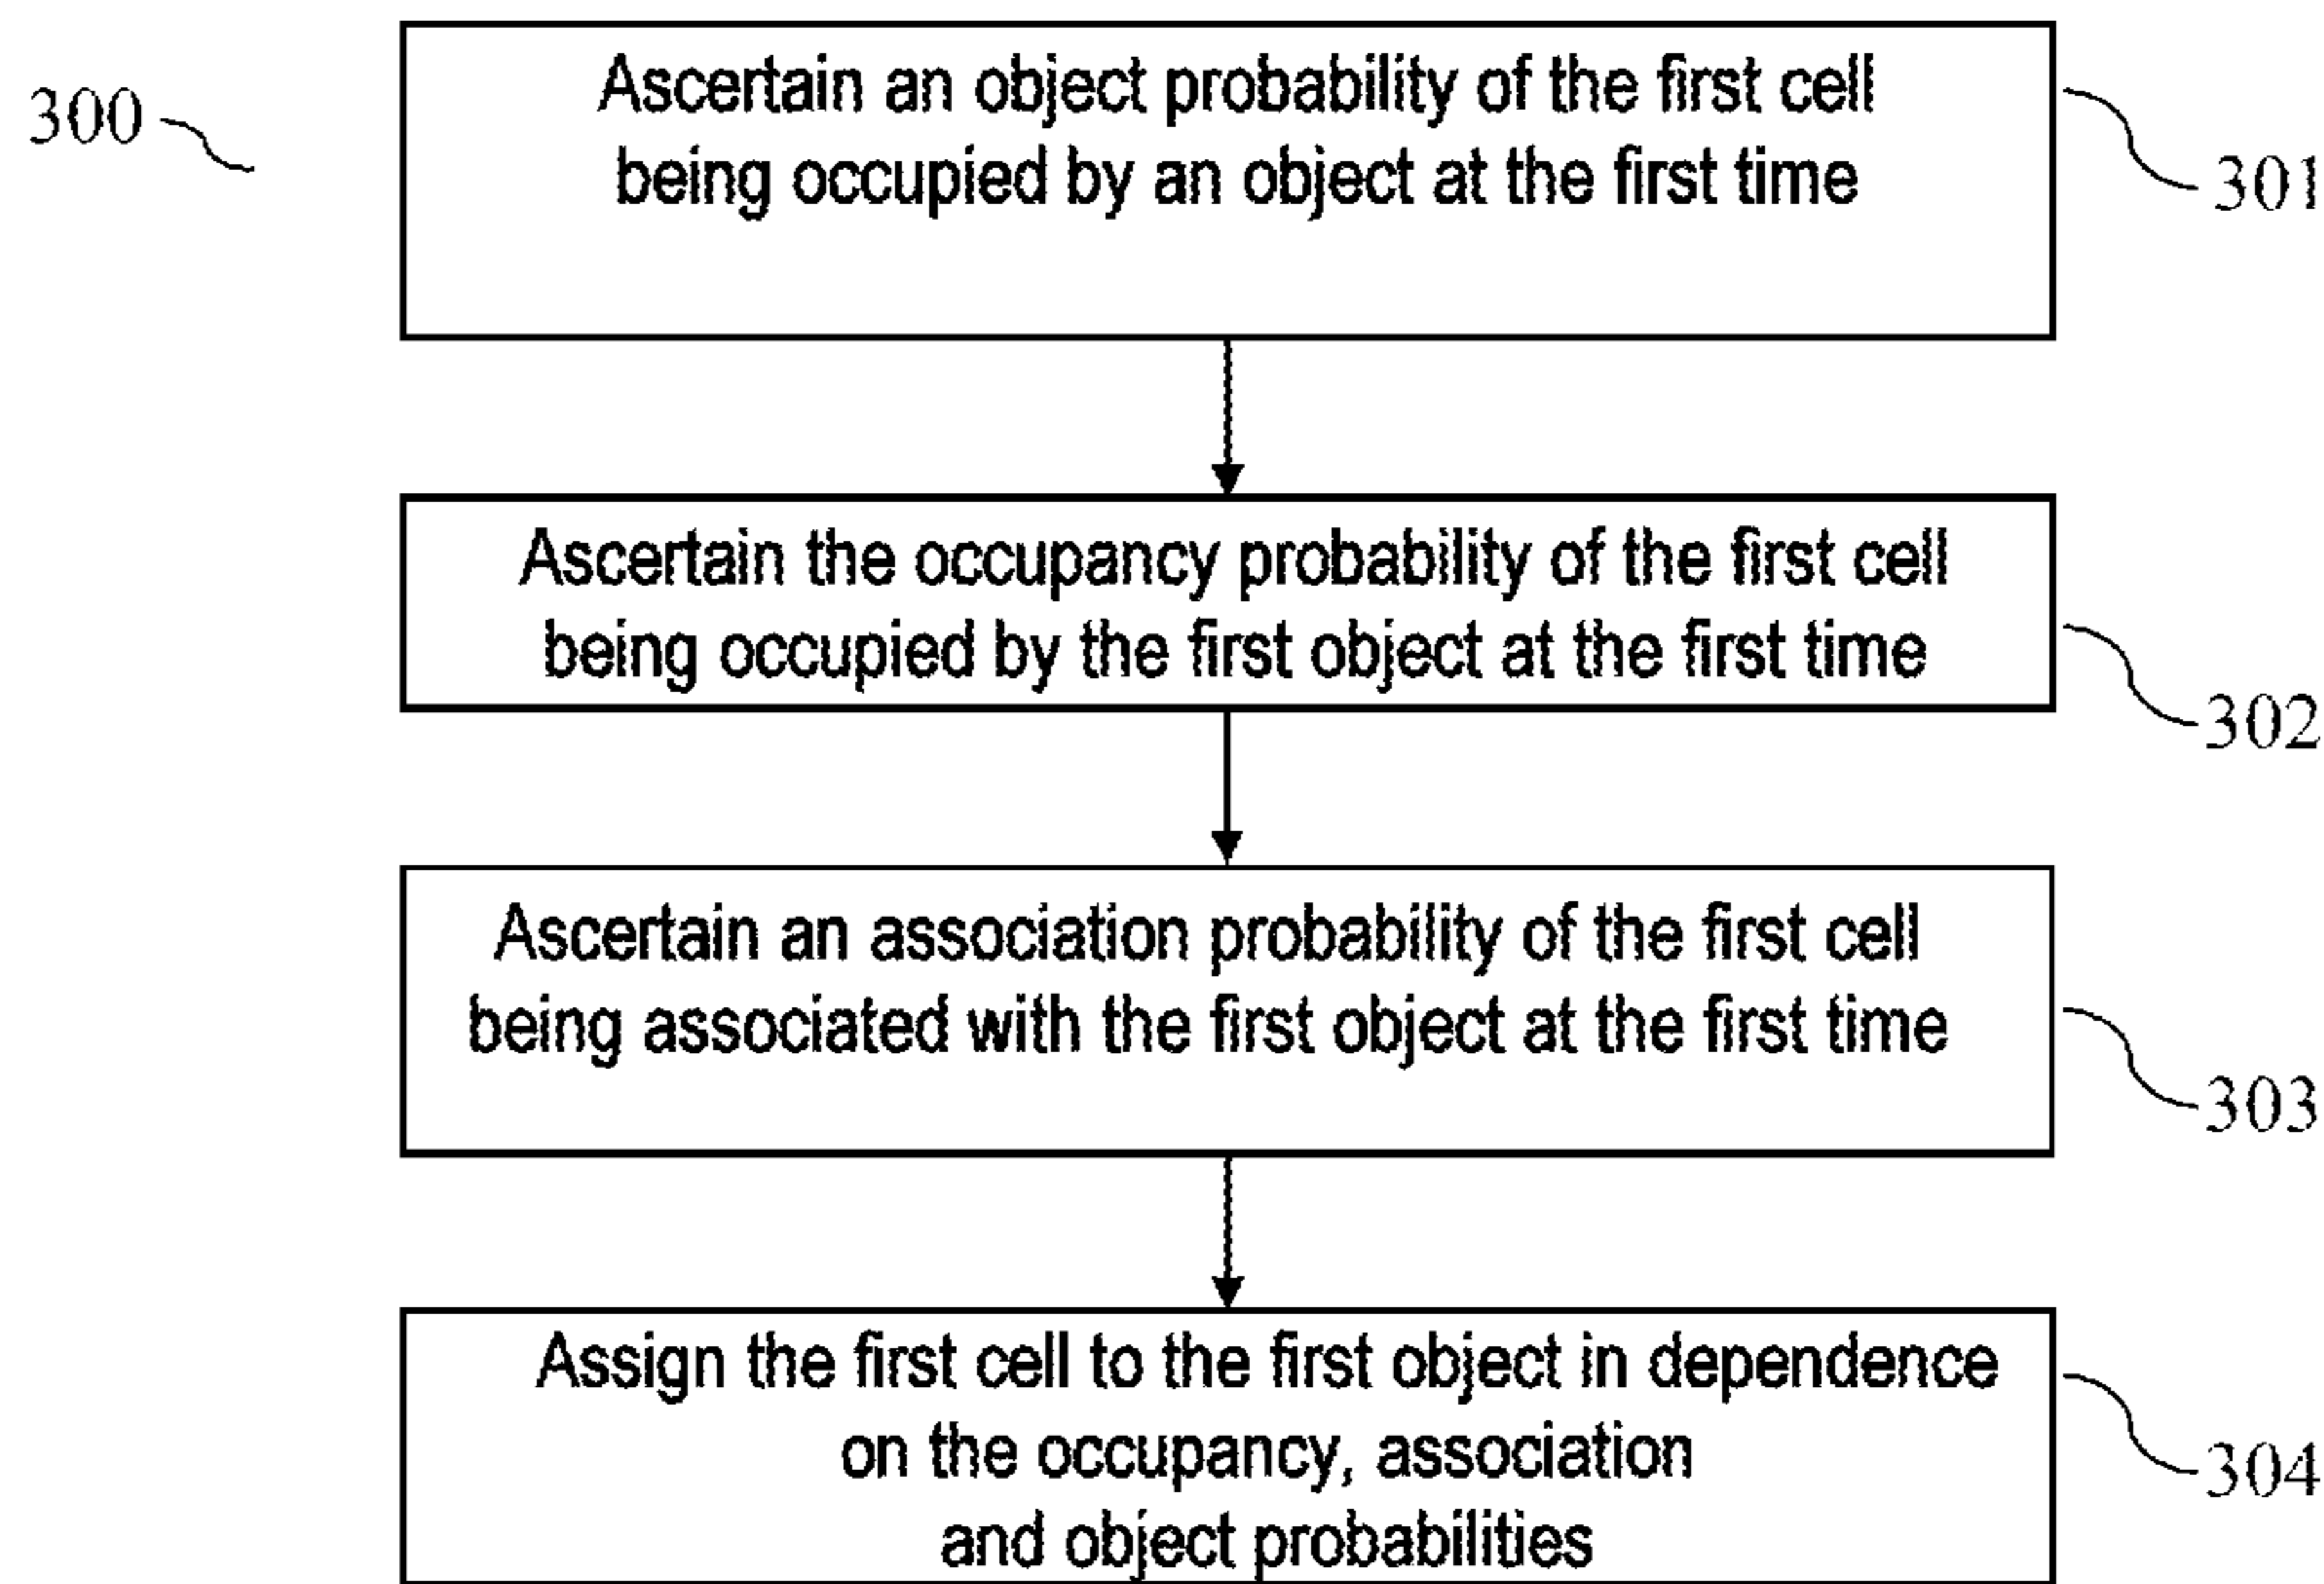 300
Ascertain an object probability of the first cell
being occupied by an object at the first time
301
Ascertain the occupancy probability of the first cell
being occupied by the first object at the first time
302
Ascertain an association probability of the first cell
being associated with the first object at the first time
303
Assign the first cell to the first object in dependence
on the occupancy, association
and object probabilities
304